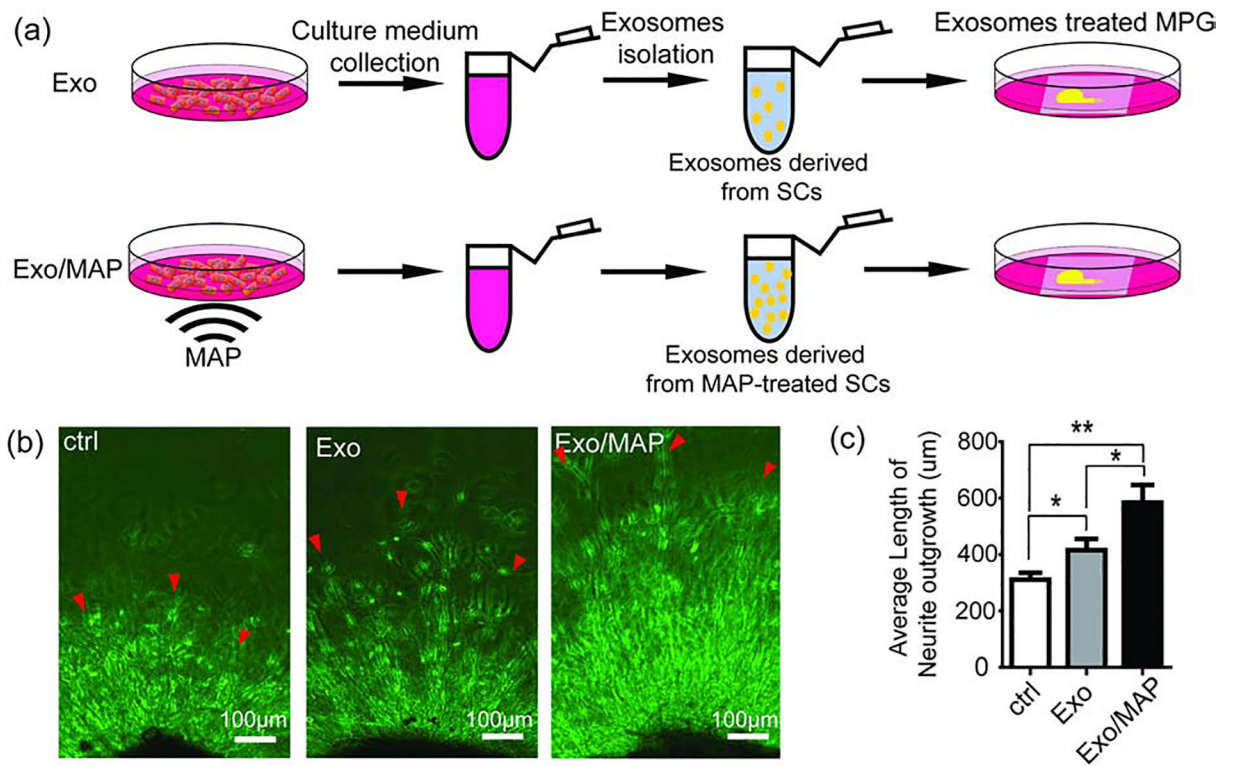 (a)
Exo
Culture medium
collection
Exosomes
isolation
Exosomes treated MPG
Exosomes derived
from SCs
Exo/MAP
MAP
Exosomes derived
from MAP-treated SCs
(b)
ctrl
100μm
Exo
100μm
Exo/MAP
100μm
(c)
Average Length of
Neurite outgrowth (um)
800
600
400
200
0
**
*
*
ctrl
Exo
Exo/MAP